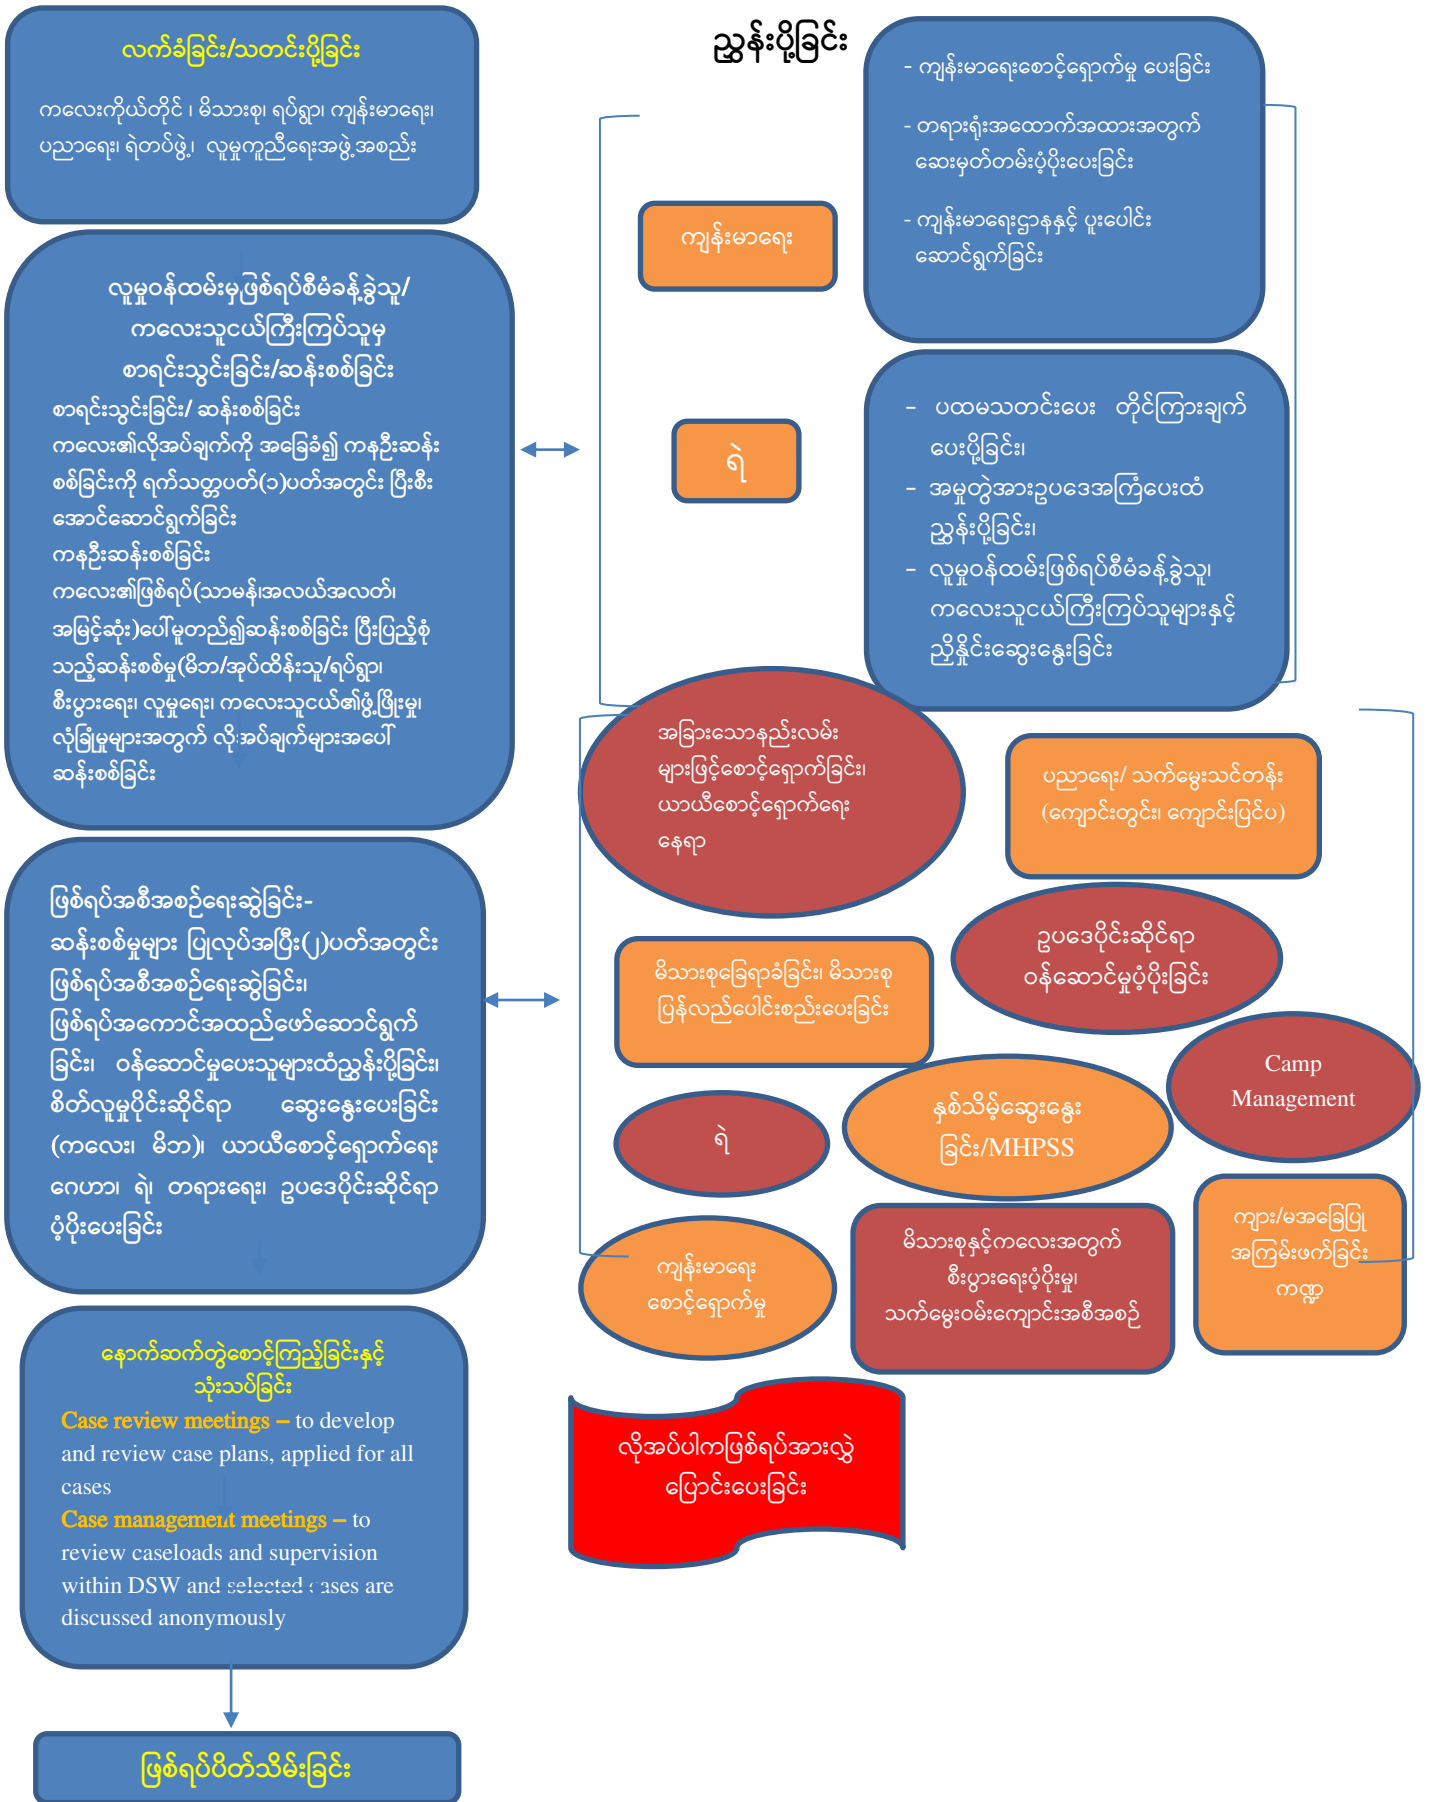 လက်ခံခြင်း/သတင်းပို့ခြင်း
ကလေးကိုယ်တိုင် ၊ မိသားစု၊ ရပ်ရွာ၊ ကျန်းမာရေး၊
ပညာရေး၊ ရဲတပ်ဖွဲ့၊ လူမှုကူညီရေးအဖွဲ့အစည်း
လူမှုဝန်ထမ်းမှဖြစ်ရပ်စီမံခန့်ခွဲသူ/
ကလေးသူငယ်ကြီးကြပ်သူမှ
စာရင်းသွင်းခြင်း/ဆန်းစစ်ခြင်း
စာရင်းသွင်းခြင်း/ ဆန်းစစ်ခြင်း
ကလေး၏လိုအပ်ချက်ကို အခြေခံ၍ ကနဦးဆန်း
စစ်ခြင်းကို ရက်သတ္တပတ်(၁)ပတ်အတွင်း ပြီးစီး
အောင်ဆောင်ရွက်ခြင်း
ကနဦးဆန်းစစ်ခြင်း
ကလေး၏ဖြစ်ရပ်(သာမန်၊အလယ်အလတ်၊
အမြင့်ဆုံး)ပေါ်မူတည်၍ဆန်းစစ်ခြင်း ပြီးပြည့်စုံ
သည့်ဆန်းစစ်မှု(မိဘ/အုပ်ထိန်းသူ/ရပ်ရွာ၊
စီးပွားရေး၊ လူမှုရေး၊ ကလေးသူငယ်၏ဖွံ့ဖြိုးမှု၊
လုံခြုံမှုများအတွက် လိုအပ်ချက်များအပေါ်
ဆန်းစစ်ခြင်း
ဖြစ်ရပ်အစီအစဉ်ရေးဆွဲခြင်း-
ဆန်းစစ်မှုများ ပြုလုပ်အပြီး(၂)ပတ်အတွင်း
ဖြစ်ရပ်အစီအစဉ်ရေးဆွဲခြင်း၊
ဖြစ်ရပ်အကောင်အထည်ဖော်ဆောင်ရွက်
ခြင်း၊ ဝန်ဆောင်မှုပေးသူများထံညွှန်းပို့ခြင်း၊
စိတ်လူမှုပိုင်းဆိုင်ရာ ဆွေးနွေးပေးခြင်း
(ကလေး၊ မိဘ)၊ ယာယီစောင့်ရှောက်ရေး
ဂေဟာ၊ ရဲ၊ တရားရေး၊ ဥပဒေပိုင်းဆိုင်ရာ
ပံ့ပိုးပေးခြင်း
နောက်ဆက်တွဲစောင့်ကြည့်ခြင်းနှင့်
သုံးသပ်ခြင်း
Case review meetings – to develop
and review case plans, applied for all
cases
Case management meetings – to
review caseloads and supervision
within DSW and selected cases are
discussed anonymously
ဖြစ်ရပ်ပိတ်သိမ်းခြင်း
ညွှန်းပို့ခြင်း
ကျန်းမာရေး
- ကျန်းမာရေးစောင့်ရှောက်မှု ပေးခြင်း
- တရားရုံးအထောက်အထားအတွက်
ဆေးမှတ်တမ်းပံ့ပိုးပေးခြင်း
- ကျန်းမာရေးဌာနနှင့် ပူးပေါင်း
ဆောင်ရွက်ခြင်း
ရဲ
- ပထမသတင်းပေး တိုင်ကြားချက်
ပေးပို့ခြင်း၊
- အမှုတွဲအားဥပဒေအကြံပေးထံ
ညွှန်းပို့ခြင်း၊
- လူမှုဝန်ထမ်းဖြစ်ရပ်စီမံခန့်ခွဲသူ၊
ကလေးသူငယ်ကြီးကြပ်သူများနှင့်
ညှိနှိုင်းဆွေးနွေးခြင်း
အခြားသောနည်းလမ်း
များဖြင့်စောင့်ရှောက်ခြင်း၊
ယာယီစောင့်ရှောက်ရေး
နေရာ
ပညာရေး/ သက်မွေးသင်တန်း
(ကျောင်းတွင်း၊ ကျောင်းပြင်ပ)
ဥပဒေပိုင်းဆိုင်ရာ
ဝန်ဆောင်မှုပံ့ပိုးခြင်း
မိသားစုခြေရာခံခြင်း၊ မိသားစု
ပြန်လည်ပေါင်းစည်းပေးခြင်း
Camp
Management
နှစ်သိမ့်ဆွေးနွေး
ခြင်း/MHPSS
ရဲ
ကျား/မအခြေပြု
အကြမ်းဖက်ခြင်း
ကဏ္ဍ
မိသားစုနှင့်ကလေးအတွက်
စီးပွားရေးပံ့ပိုးမှု၊
သက်မွေးဝမ်းကျောင်းအစီအစဉ်
ကျန်းမာရေး
စောင့်ရှောက်မှု
လိုအပ်ပါကဖြစ်ရပ်အားလွှဲ
ပြောင်းပေးခြင်း